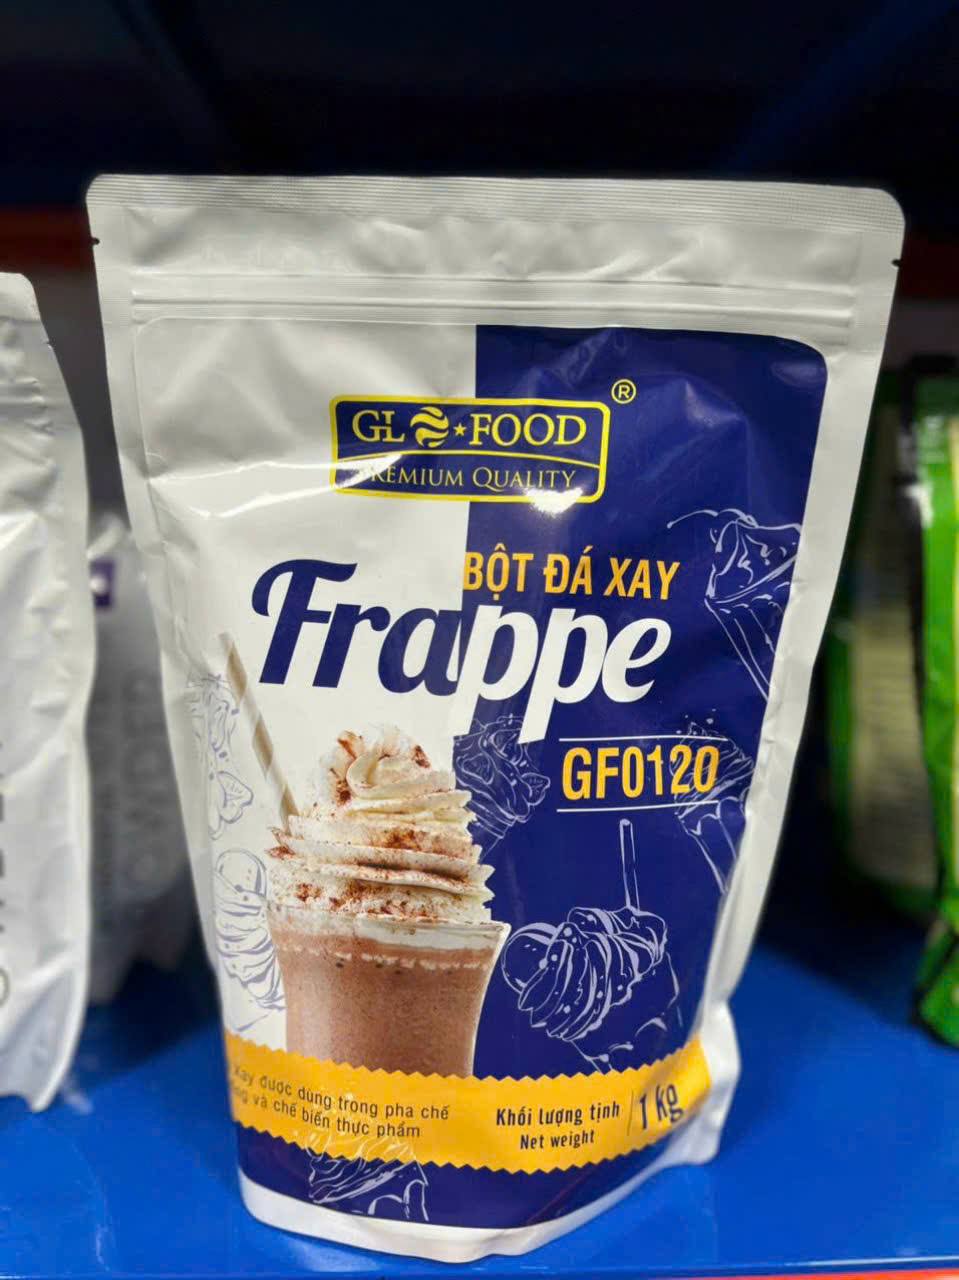 GL FOOD ®
PREMIUM QUALITY
BỘT ĐÁ XAY
Frappe
GF0120
Xay được dùng trong pha chế
và chế biến thực phẩm
Khối lượng tịnh
Net weight
1 kg